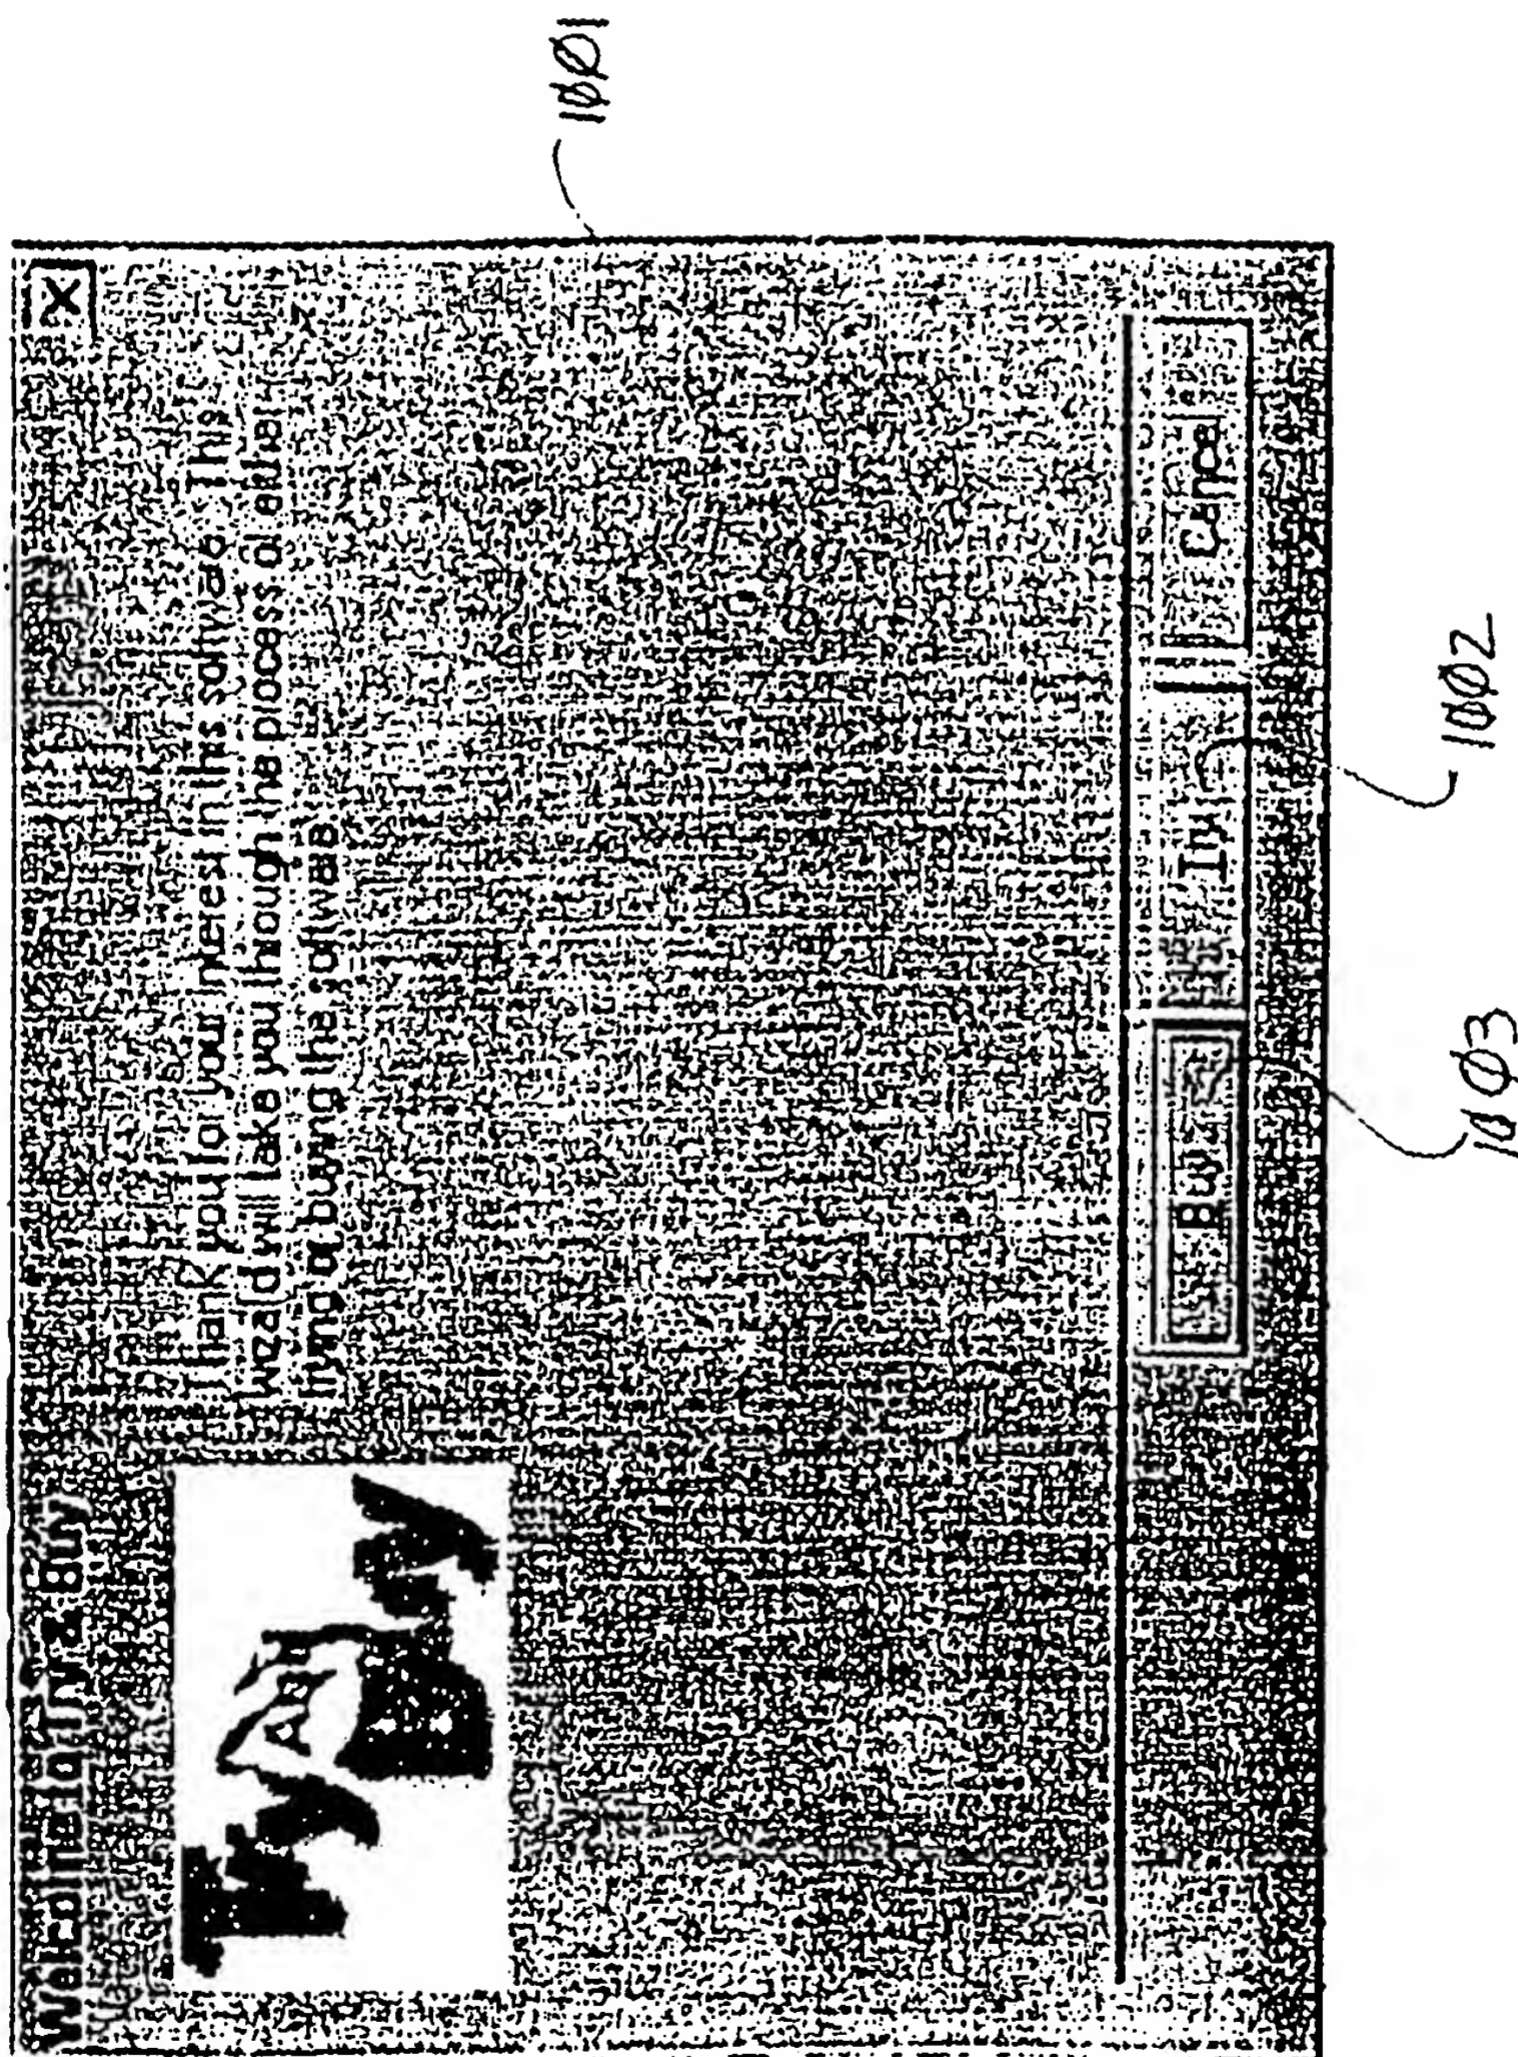 Welcome to Try & Buy
X
Try AND Buy
Thank you for your interest in this software. This
wizard will take you through the process of either
trying or buying the software
Buy
Try
Cancel
1001
1002
1003